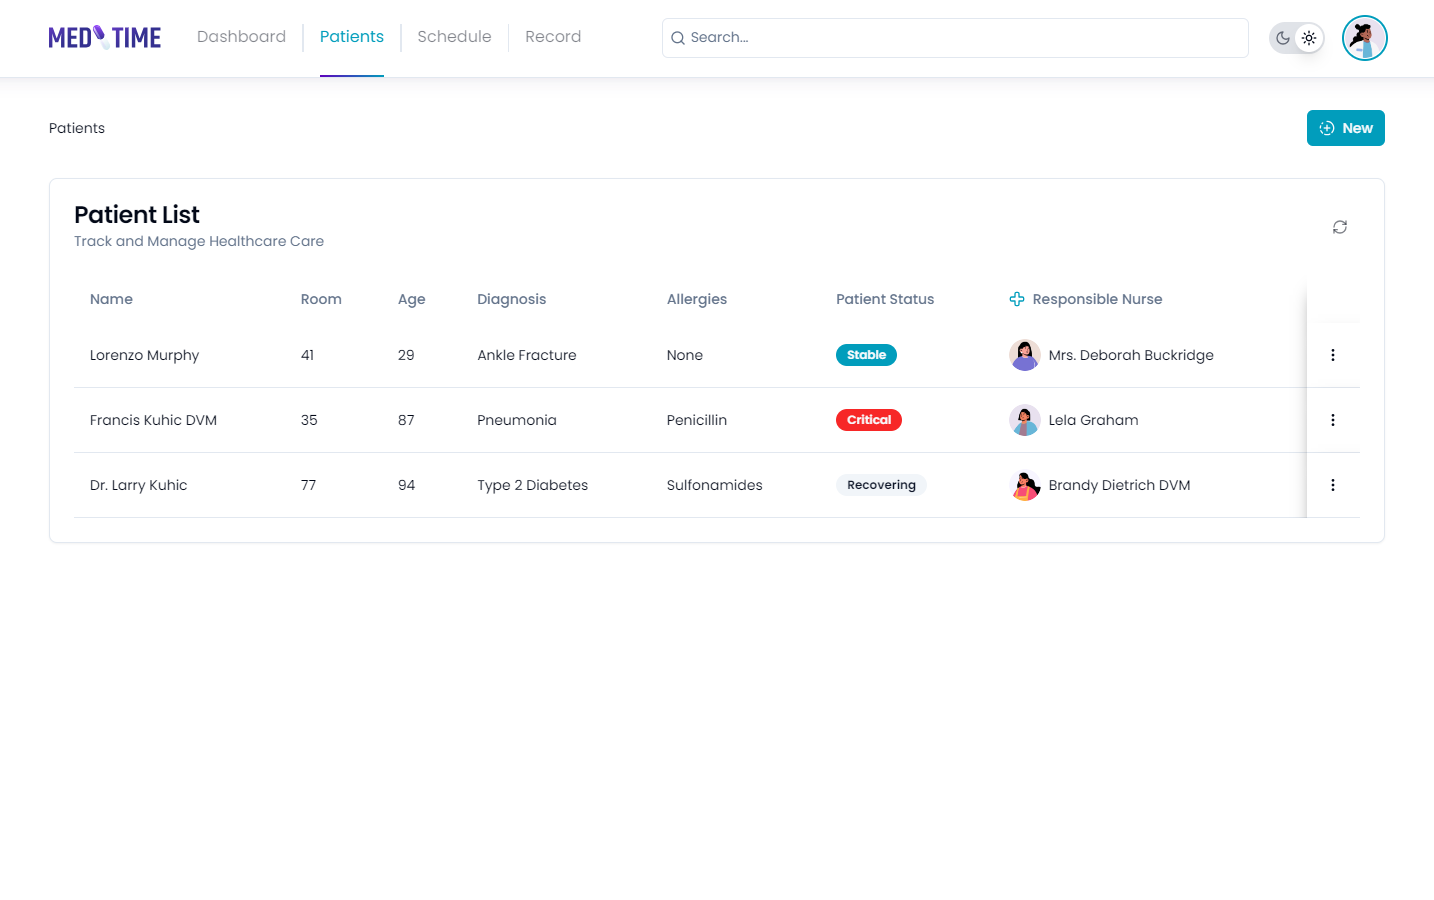 MED TIME Dashboard Patients Schedule Record Search...
Patients New
Patient List
Track and Manage Healthcare Care
Name Room Age Diagnosis Allergies Patient Status Responsible Nurse
Lorenzo Murphy 41 29 Ankle Fracture None Stable Mrs. Deborah Buckridge
Francis Kuhic DVM 35 87 Pneumonia Penicillin Critical Lela Graham
Dr. Larry Kuhic 77 94 Type 2 Diabetes Sulfonamides Recovering Brandy Dietrich DVM